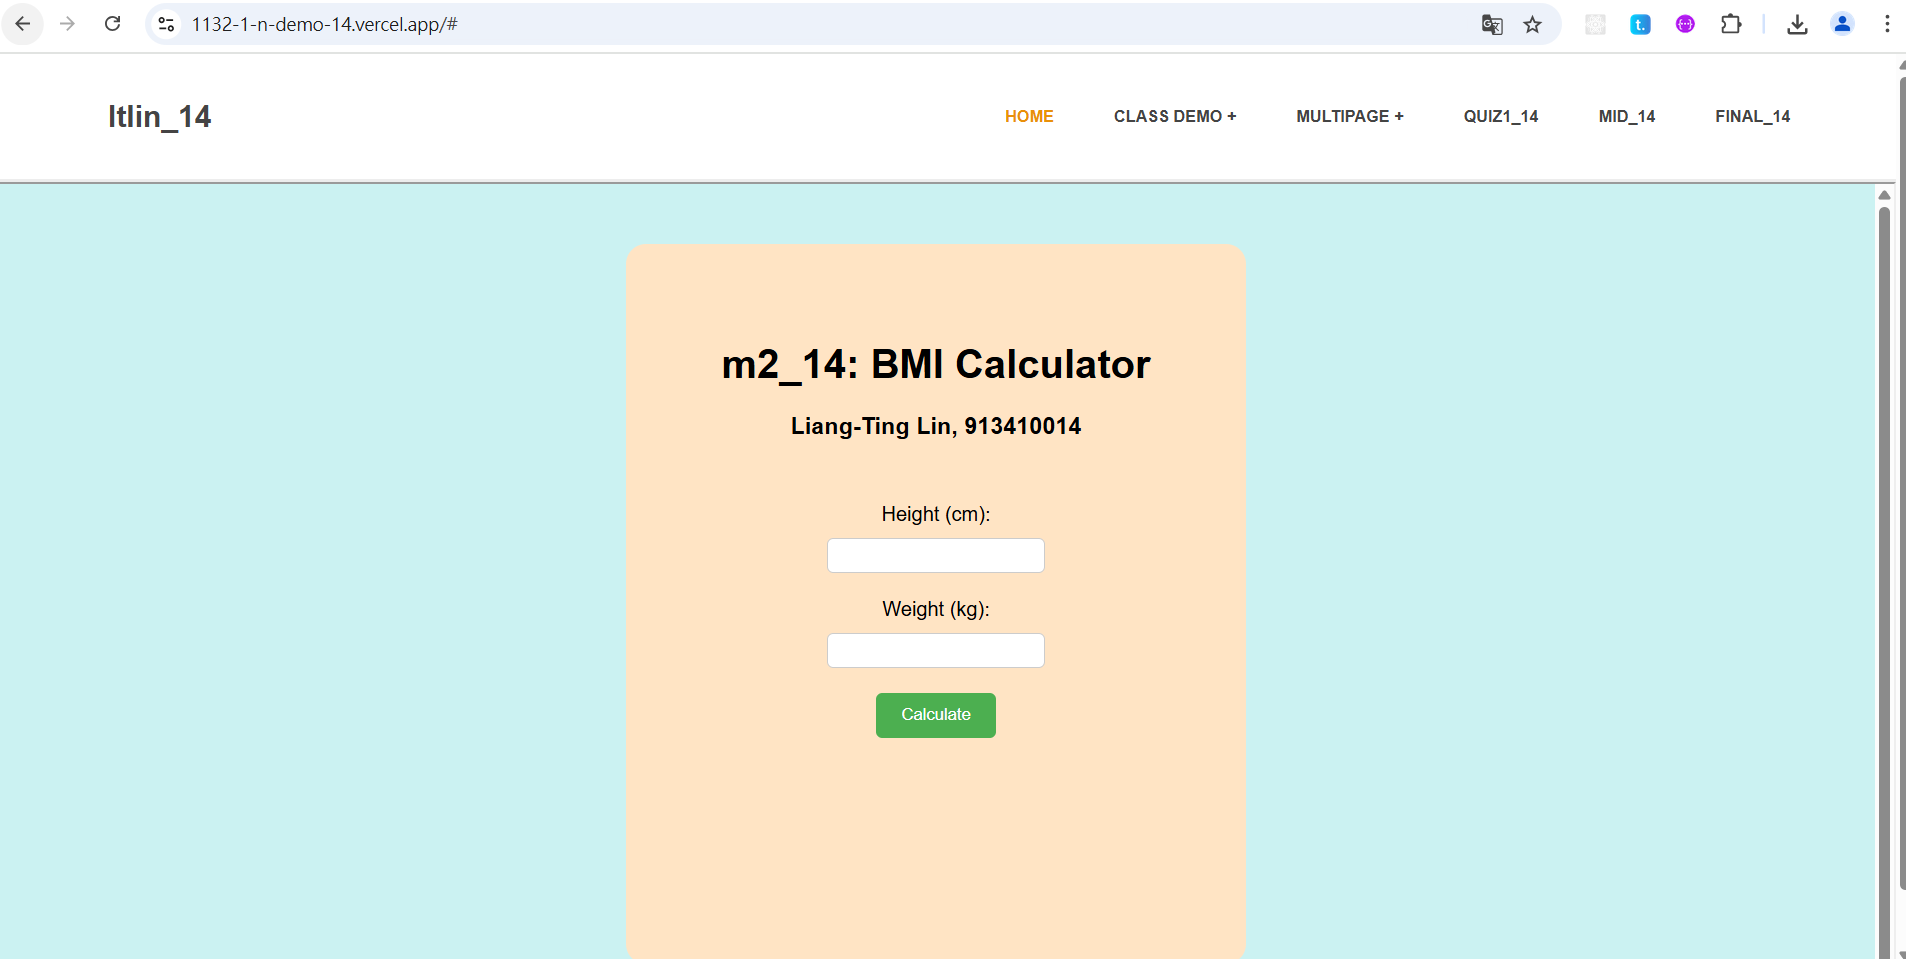 1132-1-n-demo-14.vercel.app/#
ltlin_14
HOME CLASS DEMO + MULTIPAGE + QUIZ1_14 MID_14 FINAL_14
m2_14: BMI Calculator
Liang-Ting Lin, 913410014
Height (cm):
Weight (kg):
Calculate